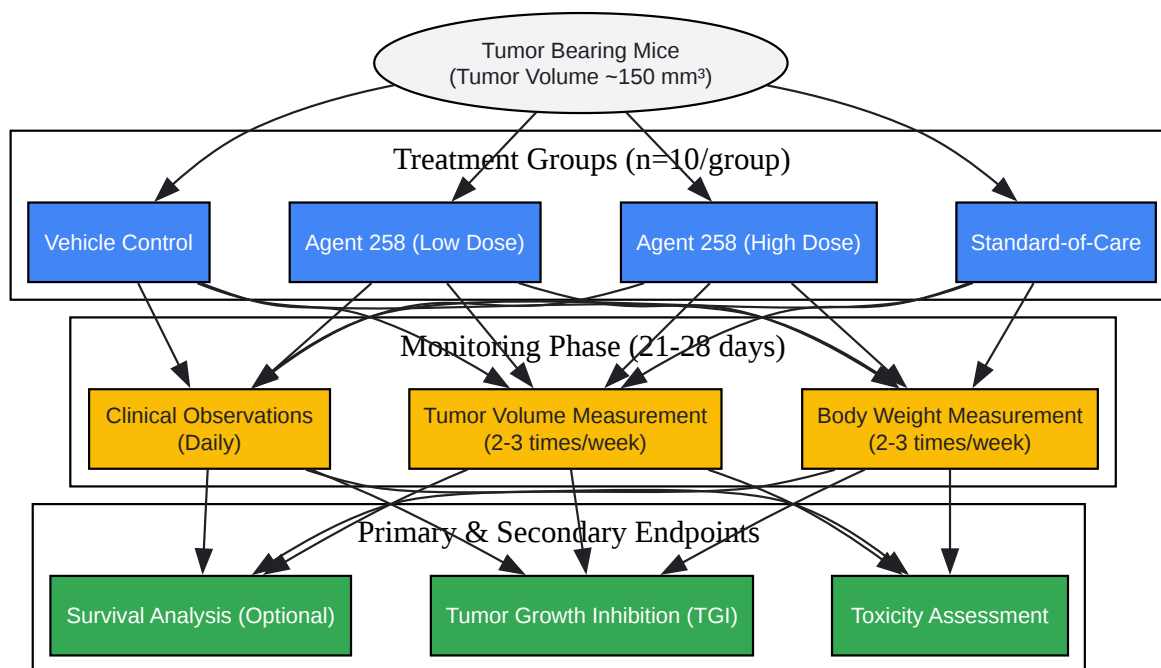 Tumor Bearing Mice
(Tumor Volume ~150 mm³)
Treatment Groups (n=10/group)
Vehicle Control
Agent 258 (Low Dose)
Agent 258 (High Dose)
Standard-of-Care
Monitoring Phase (21-28 days)
Clinical Observations
(Daily)
Tumor Volume Measurement
(2-3 times/week)
Body Weight Measurement
(2-3 times/week)
Primary & Secondary Endpoints
Survival Analysis (Optional)
Tumor Growth Inhibition (TGI)
Toxicity Assessment